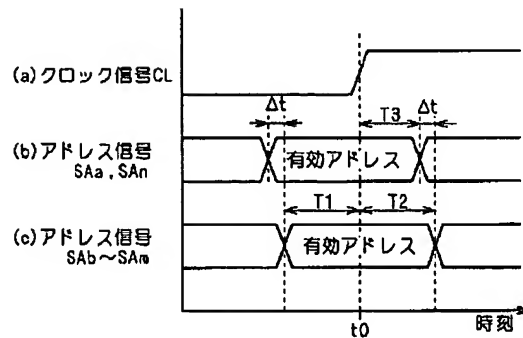 (a)クロック信号CL
Δt
T3
Δt
(b)アドレス信号
SAa,SAn
有効アドレス
T1
T2
(c)アドレス信号
SAb～SAm
有効アドレス
t0
時刻